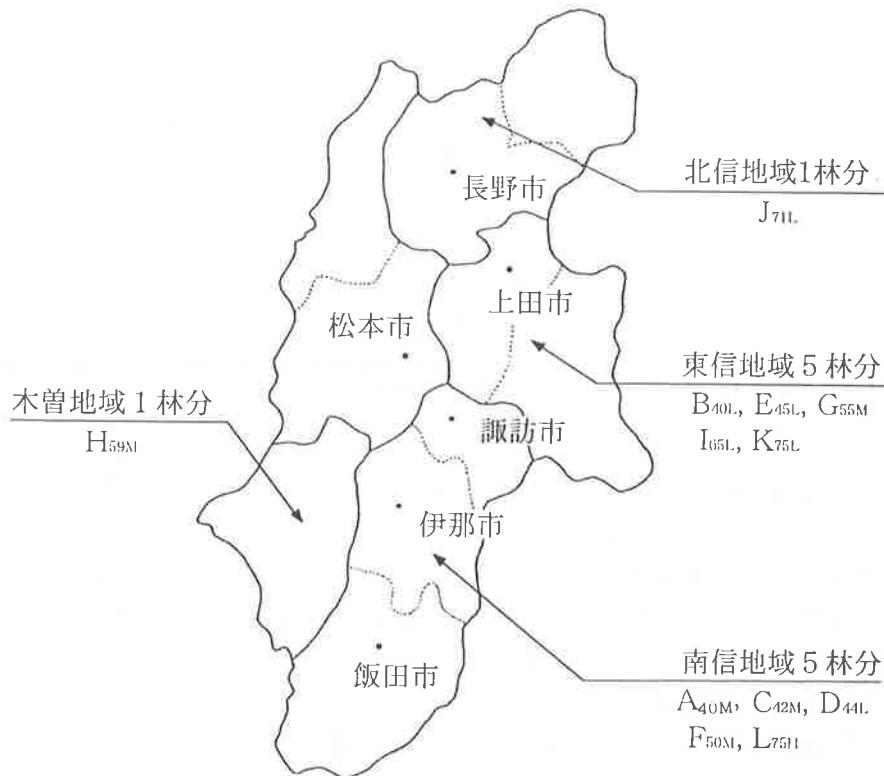 北信地域1林分
J71L
長野市
上田市
松本市
東信地域5林分
B40L, E45L, G55M
I65L, K75L
木曽地域1林分
H59M
諏訪市
伊那市
飯田市
南信地域5林分
A40M, C42M, D44L
F50M, L75H